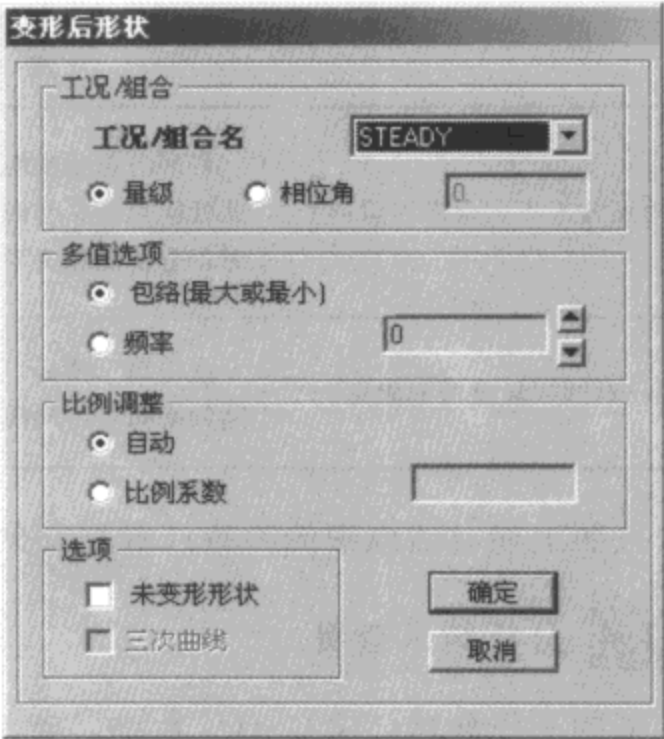 变形后形状
工况/组合
工况/组合名 STEADY
量级 相位角 0.
多值选项
包络(最大或最小)
频率 0
比例调整
自动
比例系数
选项
未变形形状 确定
三次曲线 取消